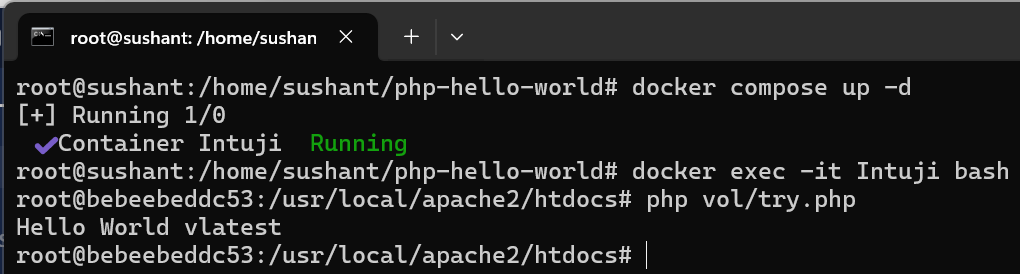 root@sushant: /home/sushan
root@sushant:/home/sushant/php-hello-world# docker compose up -d
[+] Running 1/0
✔Container Intuji  Running
root@sushant:/home/sushant/php-hello-world# docker exec -it Intuji bash
root@bebeebeddc53:/usr/local/apache2/htdocs# php vol/try.php
Hello World vlatest
root@bebeebeddc53:/usr/local/apache2/htdocs#